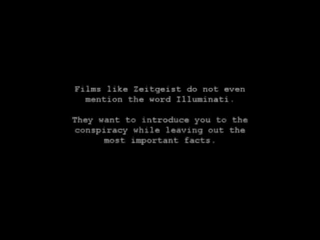 Films like Zeitgeist do not even
mention the word Illuminati.
They want to introduce you to the
conspiracy while leaving out the
most important facts.